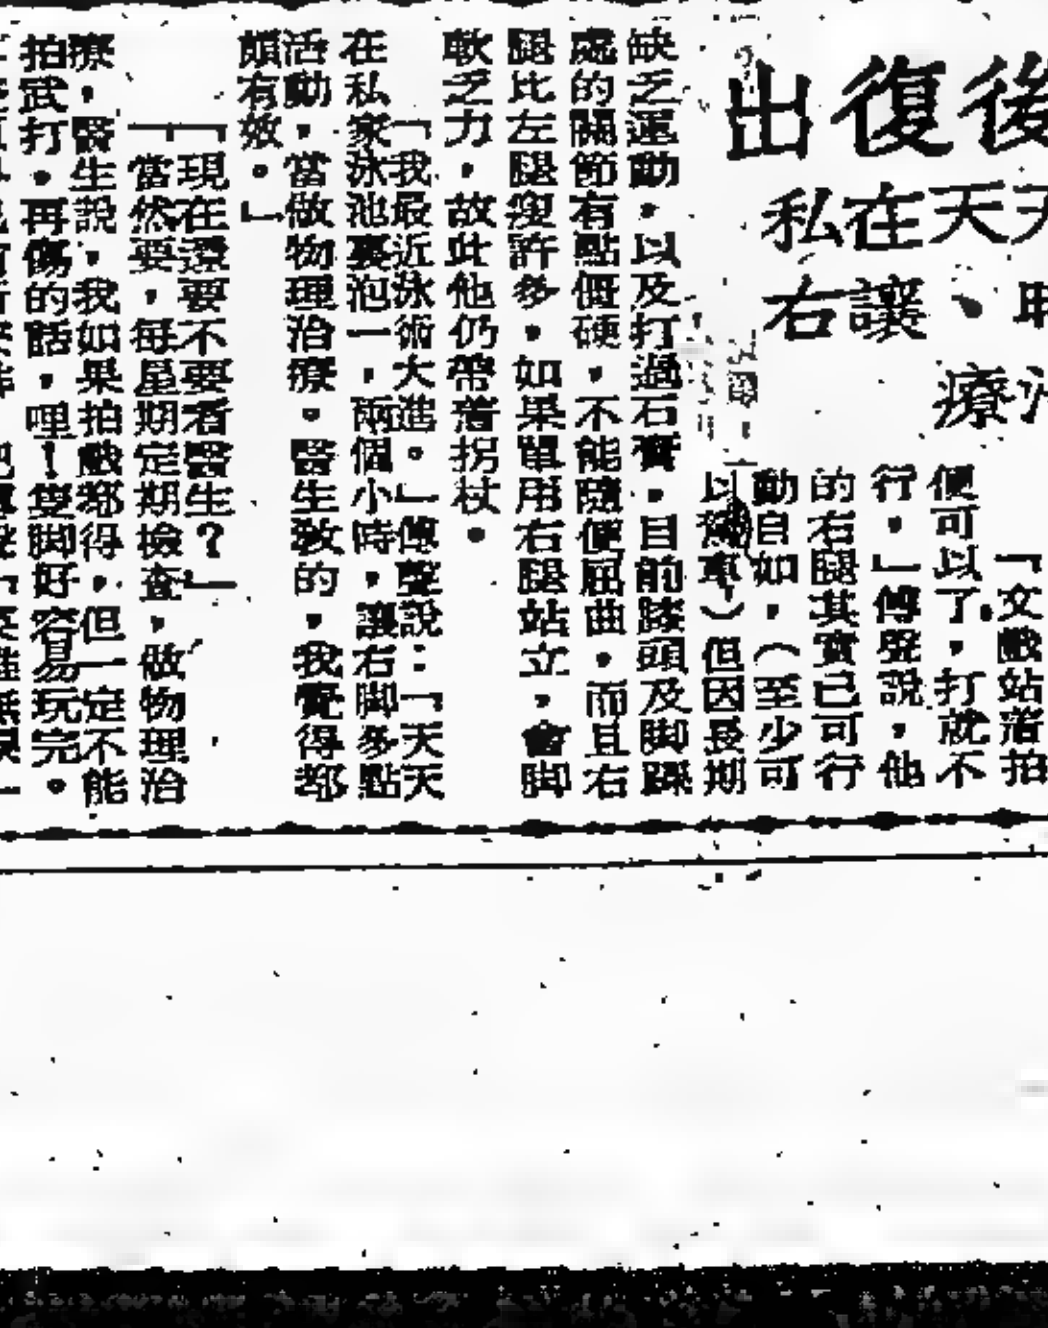 後
復
出
天
天
在
私
、
讓
右
療
「文戲站着拍
便可以了，打就不
行。」傅聲說，他
的右腿其實已可行
動自如，（至少可
以揸車）但因長期
缺乏運動，以及打過石膏，目前膝頭及脚踝
處的關節有點僵硬，不能隨便屈曲，而且右
腿比左腿瘦許多，如果單用右腿站立，會脚
軟乏力，故此他仍帶着拐杖。
「我最近泳術大進。」傅聲說：「天天
在私家泳池裏泡一，兩個小時，讓右脚多點
活動，當做物理治療。醫生教的，我覺得都
頗有效。」
「現在還要不要看醫生？」
「當然要，每星期定期檢查，做物理治
療，醫生說，我如果拍戲都得，但一定不能
拍武打。再傷的話，哩！隻脚好容易玩完。